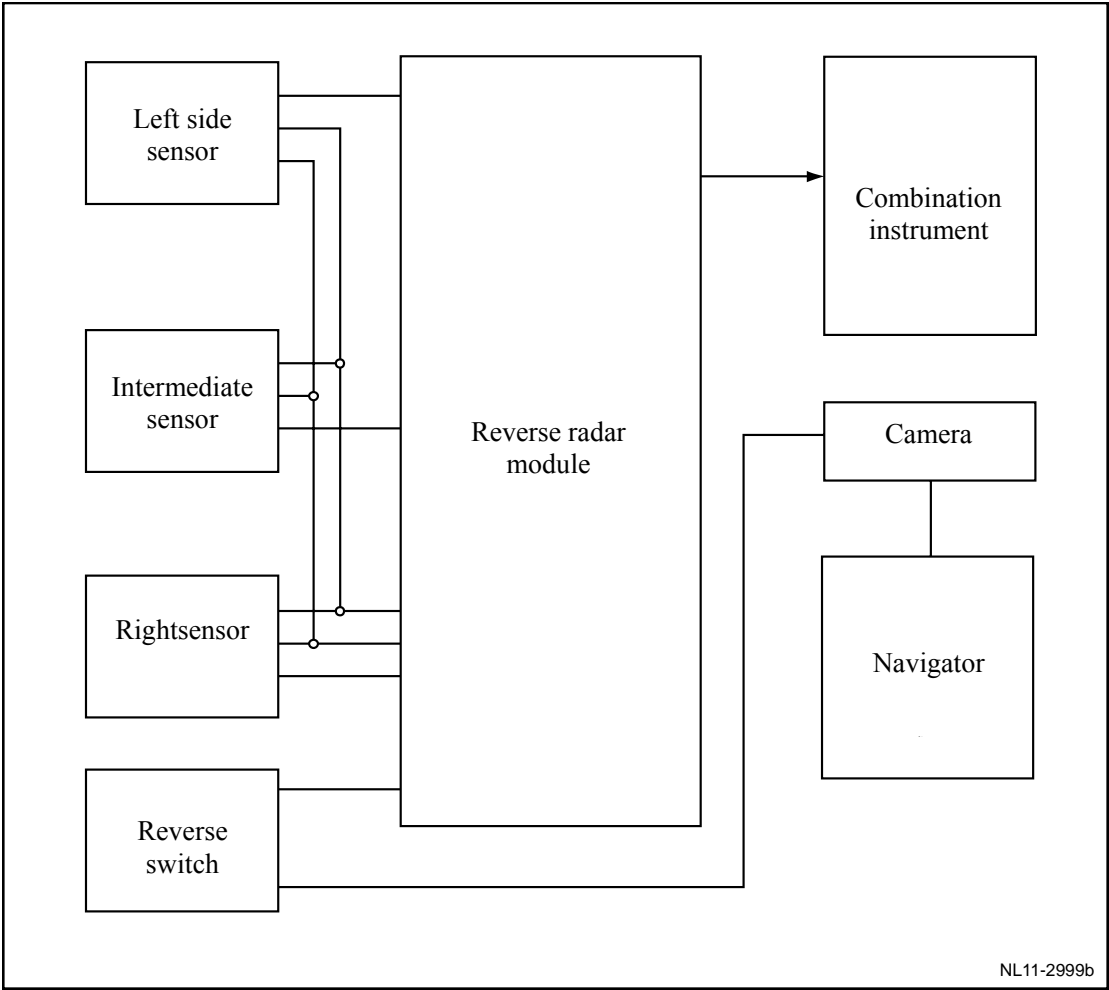 Left side
sensor
Intermediate
sensor
Rightsensor
Reverse
switch
Reverse radar
module
Combination
instrument
Camera
Navigator
NL11-2999b